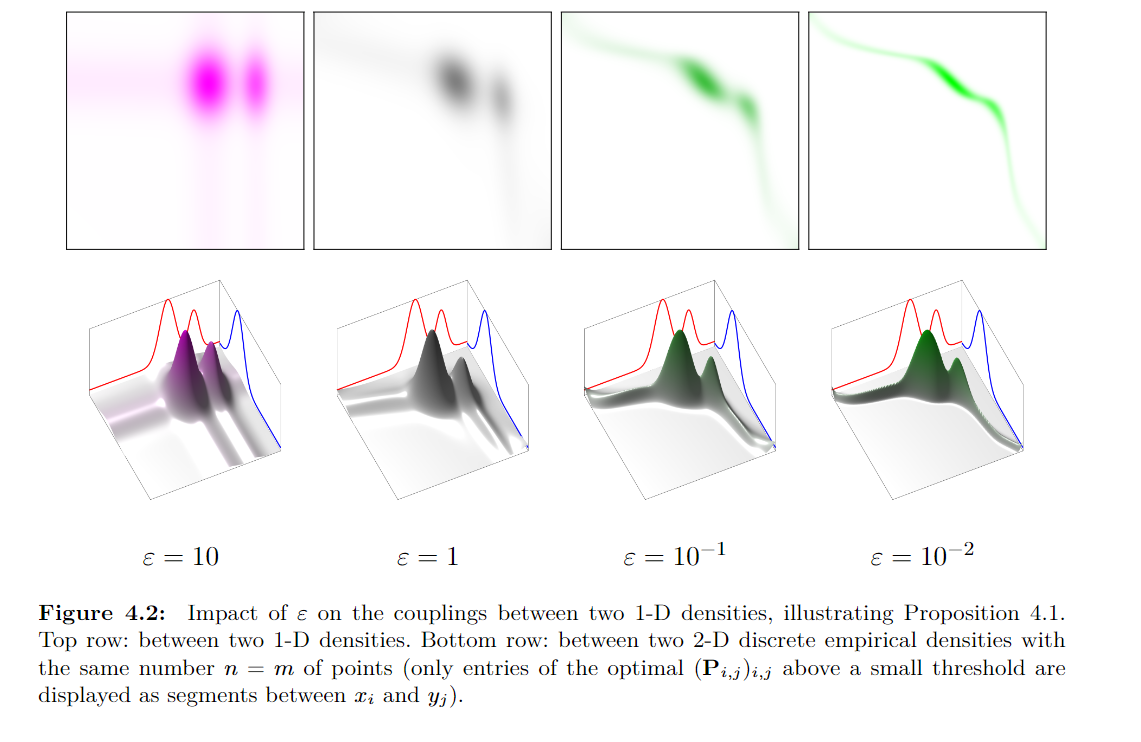 ε = 10
ε = 1
ε = 10⁻¹
ε = 10⁻²
Figure 4.2: Impact of ε on the couplings between two 1-D densities, illustrating Proposition 4.1.
Top row: between two 1-D densities. Bottom row: between two 2-D discrete empirical densities with
the same number n = m of points (only entries of the optimal (P_{i,j})_{i,j} above a small threshold are
displayed as segments between x_i and y_j).